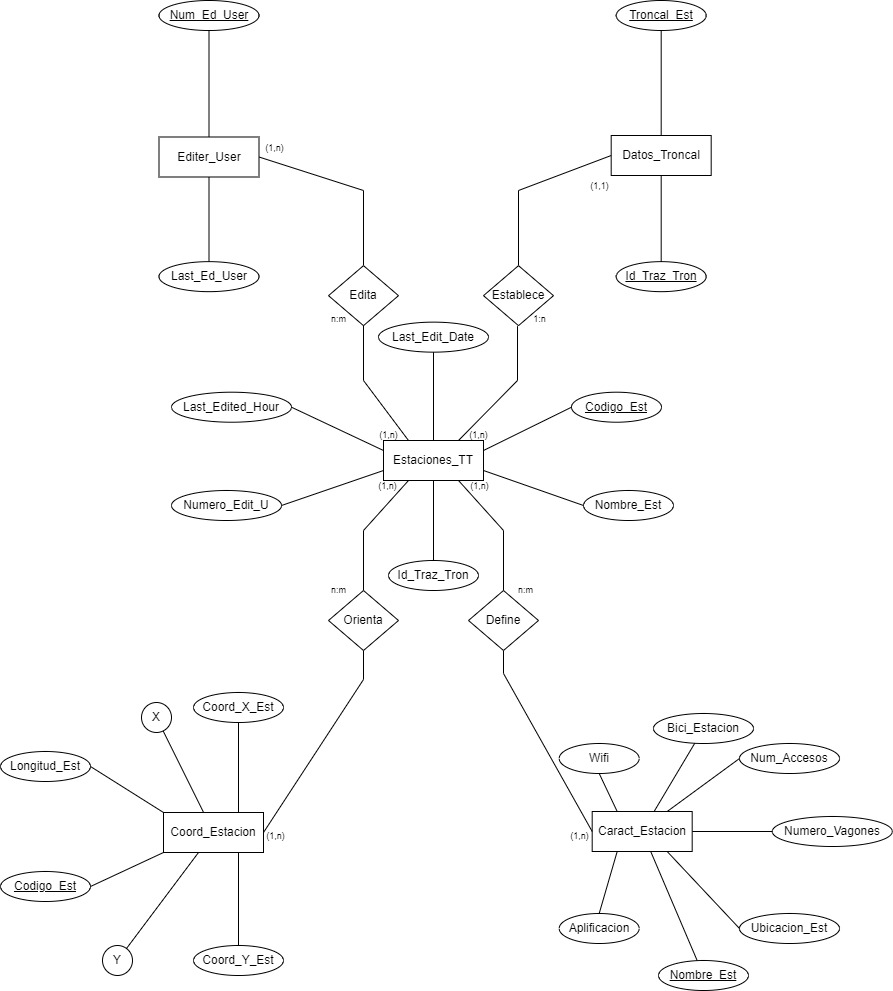 Num_Ed_User
Troncal_Est
Editer_User
(1,n)
Datos_Troncal
(1,1)
Last_Ed_User
Id_Traz_Tron
Edita
Establece
n:m
1:n
Last_Edit_Date
Last_Edited_Hour
Codigo_Est
(1,n)
(1,n)
Estaciones_TT
(1,n)
(1,n)
Numero_Edit_U
Nombre_Est
Id_Traz_Tron
n:m
n:m
Orienta
Define
X
Coord_X_Est
Bici_Estacion
Longitud_Est
Wifi
Num_Accesos
Coord_Estacion
(1,n)
(1,n)
Caract_Estacion
Numero_Vagones
Codigo_Est
Aplificacion
Ubicacion_Est
Y
Coord_Y_Est
Nombre_Est